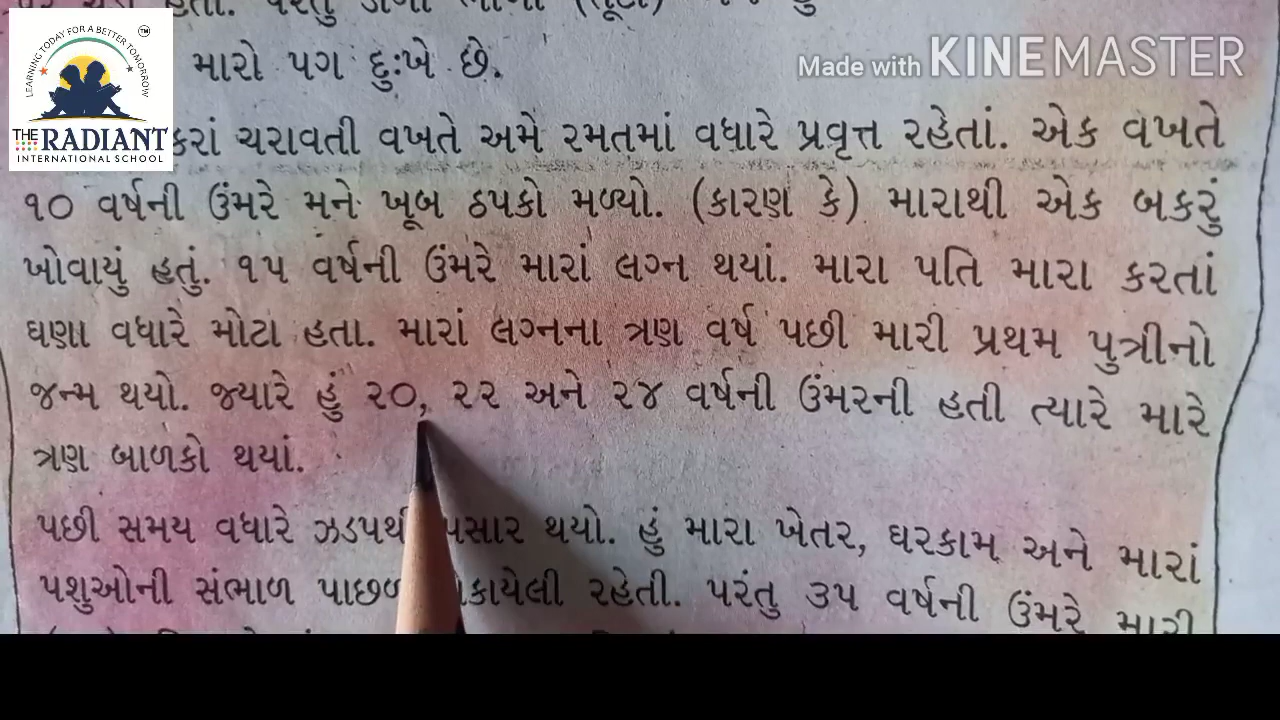 LEARNING TODAY FOR A BETTER TOMORROW
TM
THE RADIANT
INTERNATIONAL SCHOOL
Made with KINEMASTER
મારો પગ દુઃખે છે.
ચરાવતી વખતે અમે રમતમાં વધારે પ્રવૃત્ત રહેતાં. એક વખતે
૧૦ વર્ષની ઉંમરે મને ખૂબ ઠપકો મળ્યો. (કારણ કે) મારાથી એક બકરું
ખોવાયું હતું. ૧૫ વર્ષની ઉંમરે મારાં લગ્ન થયાં. મારા પતિ મારા કરતાં
ઘણા વધારે મોટા હતા. મારાં લગ્નના ત્રણ વર્ષ પછી મારી પ્રથમ પુત્રીનો
જન્મ થયો. જ્યારે હું ૨૦, ૨૨ અને ૨૪ વર્ષની ઉંમરની હતી ત્યારે મારે
ત્રણ બાળકો થયાં.
પછી સમય વધારે ઝડપથી પસાર થયો. હું મારા ખેતર, ઘરકામ અને મારાં
પશુઓની સંભાળ પાછળ રહેતી. પરંતુ ૩૫ વર્ષની ઉંમરે મારી